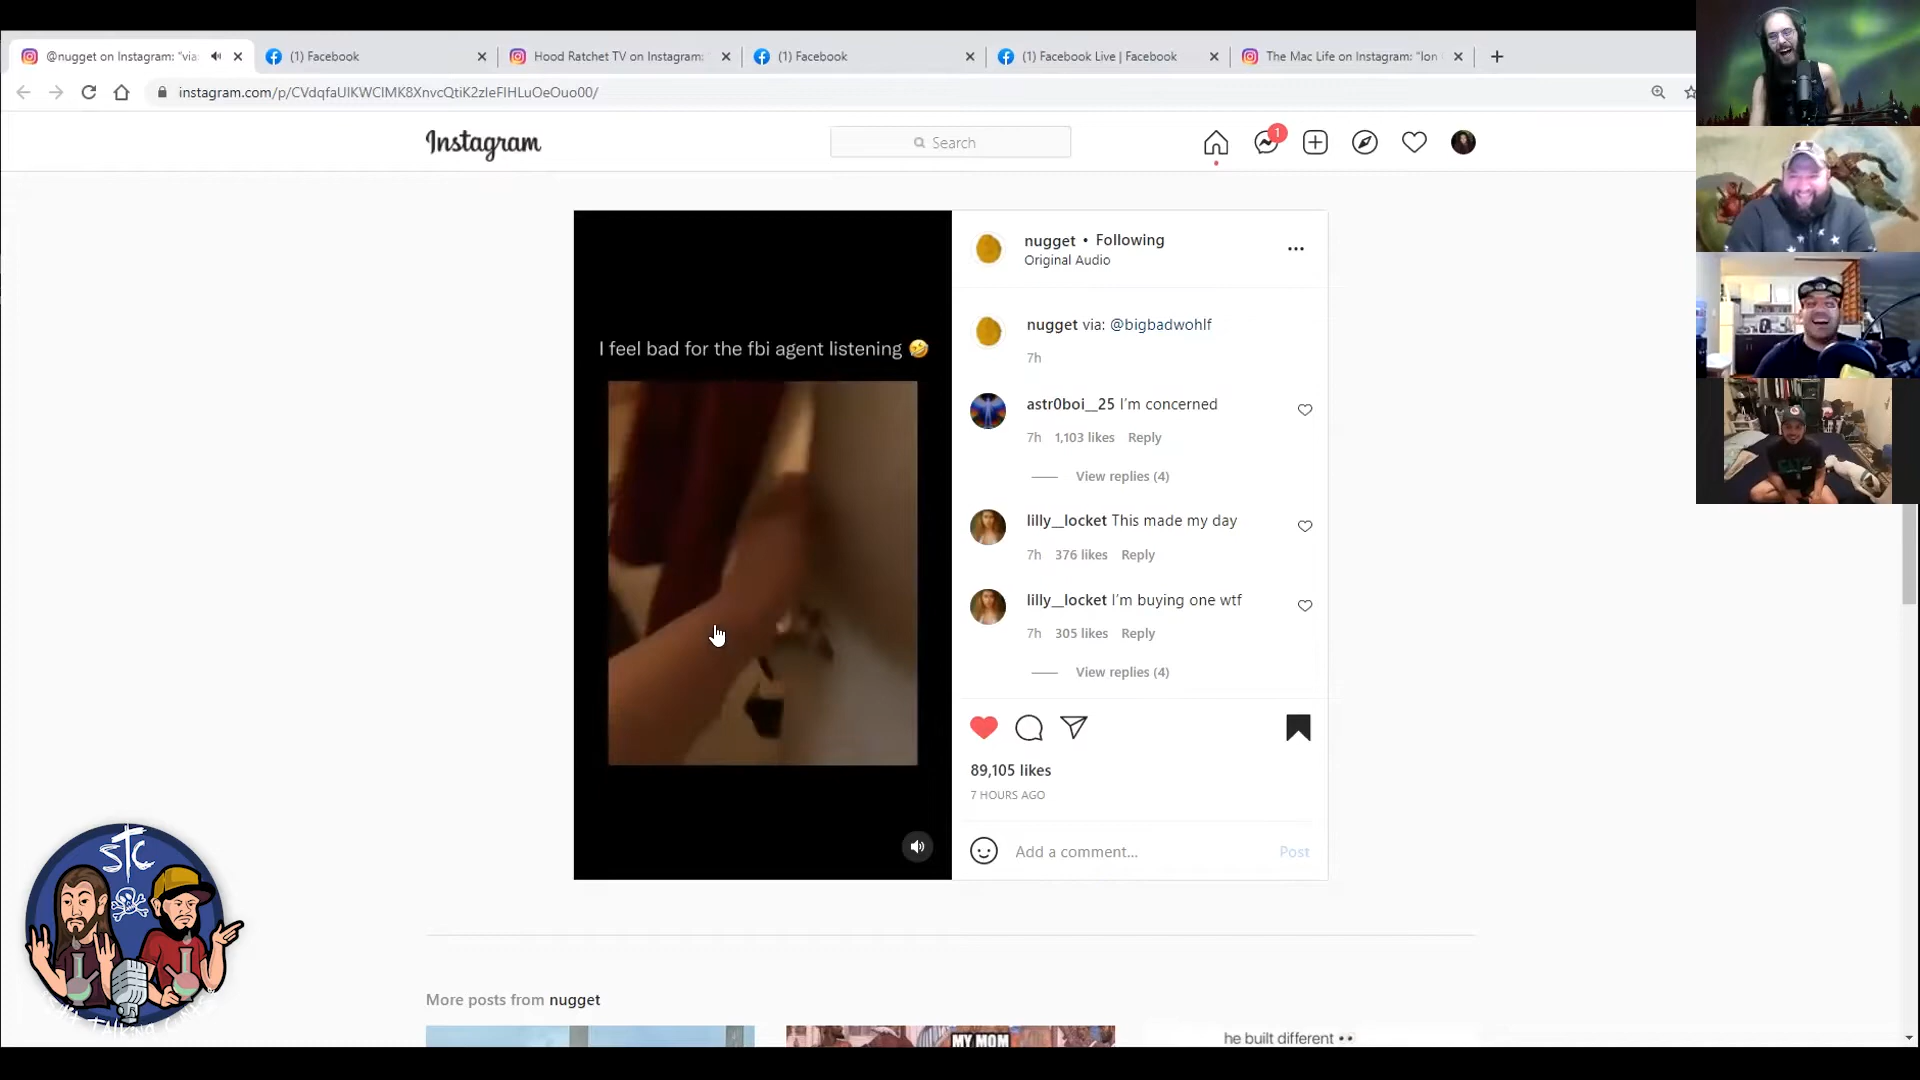 @nugget on Instagram: "via
(1) Facebook
Hood Ratchet TV on Instagram:
(1) Facebook
(1) Facebook Live | Facebook
The Mac Life on Instagram: "Ion
instagram.com/p/CVdqfaUIKWCIMK8XnvcQtiK2zIeFIHLuOeOuo00/
Instagram
Search
1
nugget • Following
Original Audio
I feel bad for the fbi agent listening 🤣
nugget via: @bigbadwohlf
7h
astr0boi__25 I'm concerned
7h 1,103 likes Reply
View replies (4)
lilly__locket This made my day
7h 376 likes Reply
lilly__locket I'm buying one wtf
7h 305 likes Reply
View replies (4)
89,105 likes
7 HOURS AGO
Add a comment...
Post
STC
More posts from nugget
MY MOM
he built different 👀